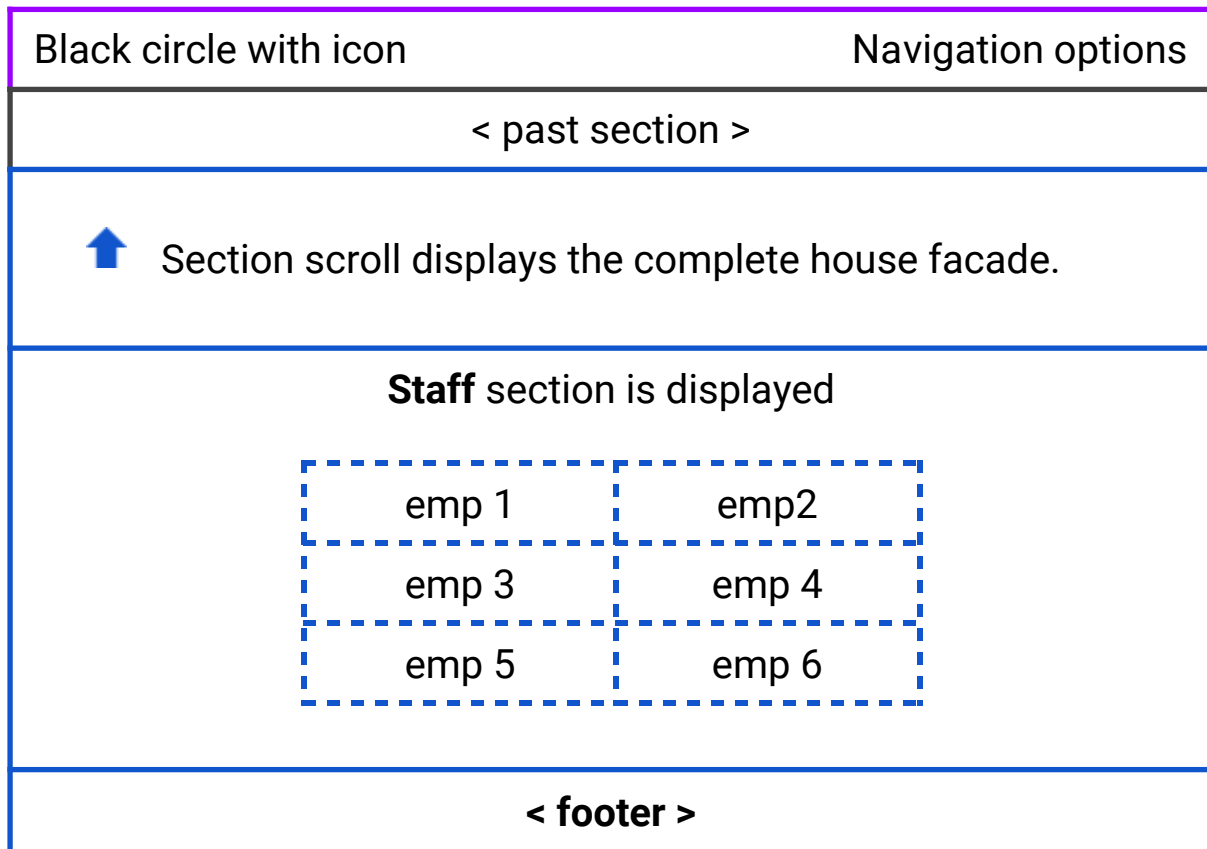 Black circle with icon Navigation options
< past section >
Section scroll displays the complete house facade.
Staff section is displayed
emp 1 emp2
emp 3 emp 4
emp 5 emp 6
< footer >